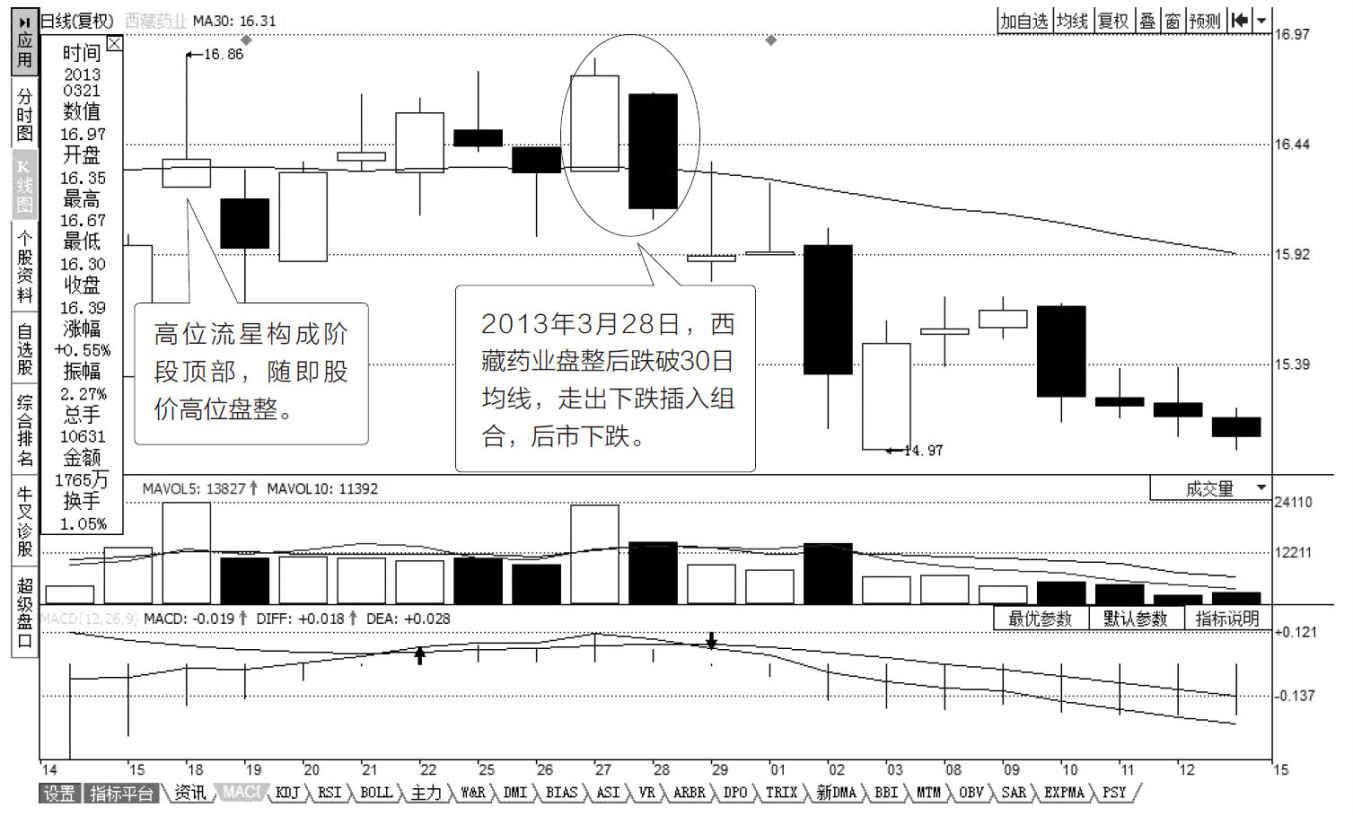 日线(复权) 西藏药业 MA30: 16.31
加自选 均线 复权 叠 窗 预测
应用
分时图
K线图
个股资料
自选股
综合排名
牛叉诊股
超级盘口
时间
2013
0321
数值
16.97
开盘
16.35
最高
16.67
最低
16.30
收盘
16.39
涨幅
+0.55%
振幅
2.27%
总手
10631
金额
1765万
换手
1.05%
16.86
16.97
16.44
15.92
15.39
高位流星构成阶
段顶部，随即股
价高位盘整。
2013年3月28日，西
藏药业盘整后跌破30日
均线，走出下跌插入组
合，后市下跌。
14.97
MAVOL5: 13827↑ MAVOL10: 11392
成交量
24110
12211
MACD(12,26,9) MACD: -0.019↑ DIFF: +0.018↑ DEA: +0.028
最优参数 默认参数 指标说明
+0.121
-0.137
14 15 18 19 20 21 22 25 26 27 28 29 01 02 03 08 09 10 11 12 15
设置 指标平台 资讯 MACD KDJ RSI BOLL 主力 W&R DMI BIAS ASI VR ARBR DPO TRIX 新DMA BBI MTM OBV SAR EXPMA PSY